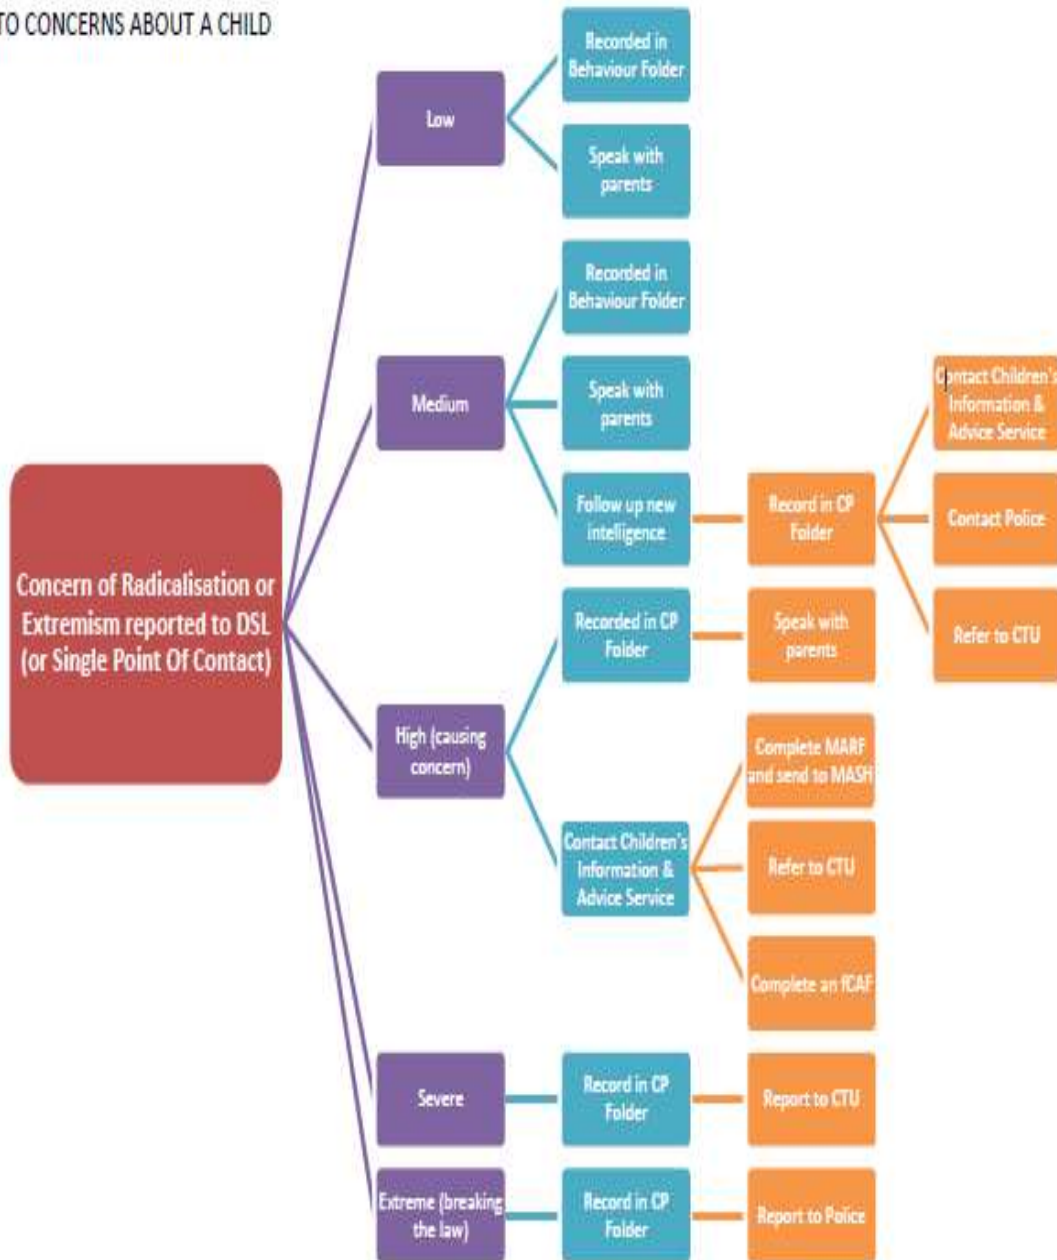 TO CONCERNS ABOUT A CHILD
Concern of Radicalisation or
Extremism reported to DSL
(or Single Point Of Contact)
Low
Recorded in
Behaviour Folder
Speak with
parents
Medium
Recorded in
Behaviour Folder
Speak with
parents
Follow up new
intelligence
Record in CP
Folder
Contact Children's
Information &
Advice Service
Contact Police
Refer to CTU
High (causing
concern)
Recorded in CP
Folder
Speak with
parents
Contact Children's
Information &
Advice Service
Complete MARF
and send to MASH
Refer to CTU
Complete an fCAF
Severe
Record in CP
Folder
Report to CTU
Extreme (breaking
the law)
Record in CP
Folder
Report to Police